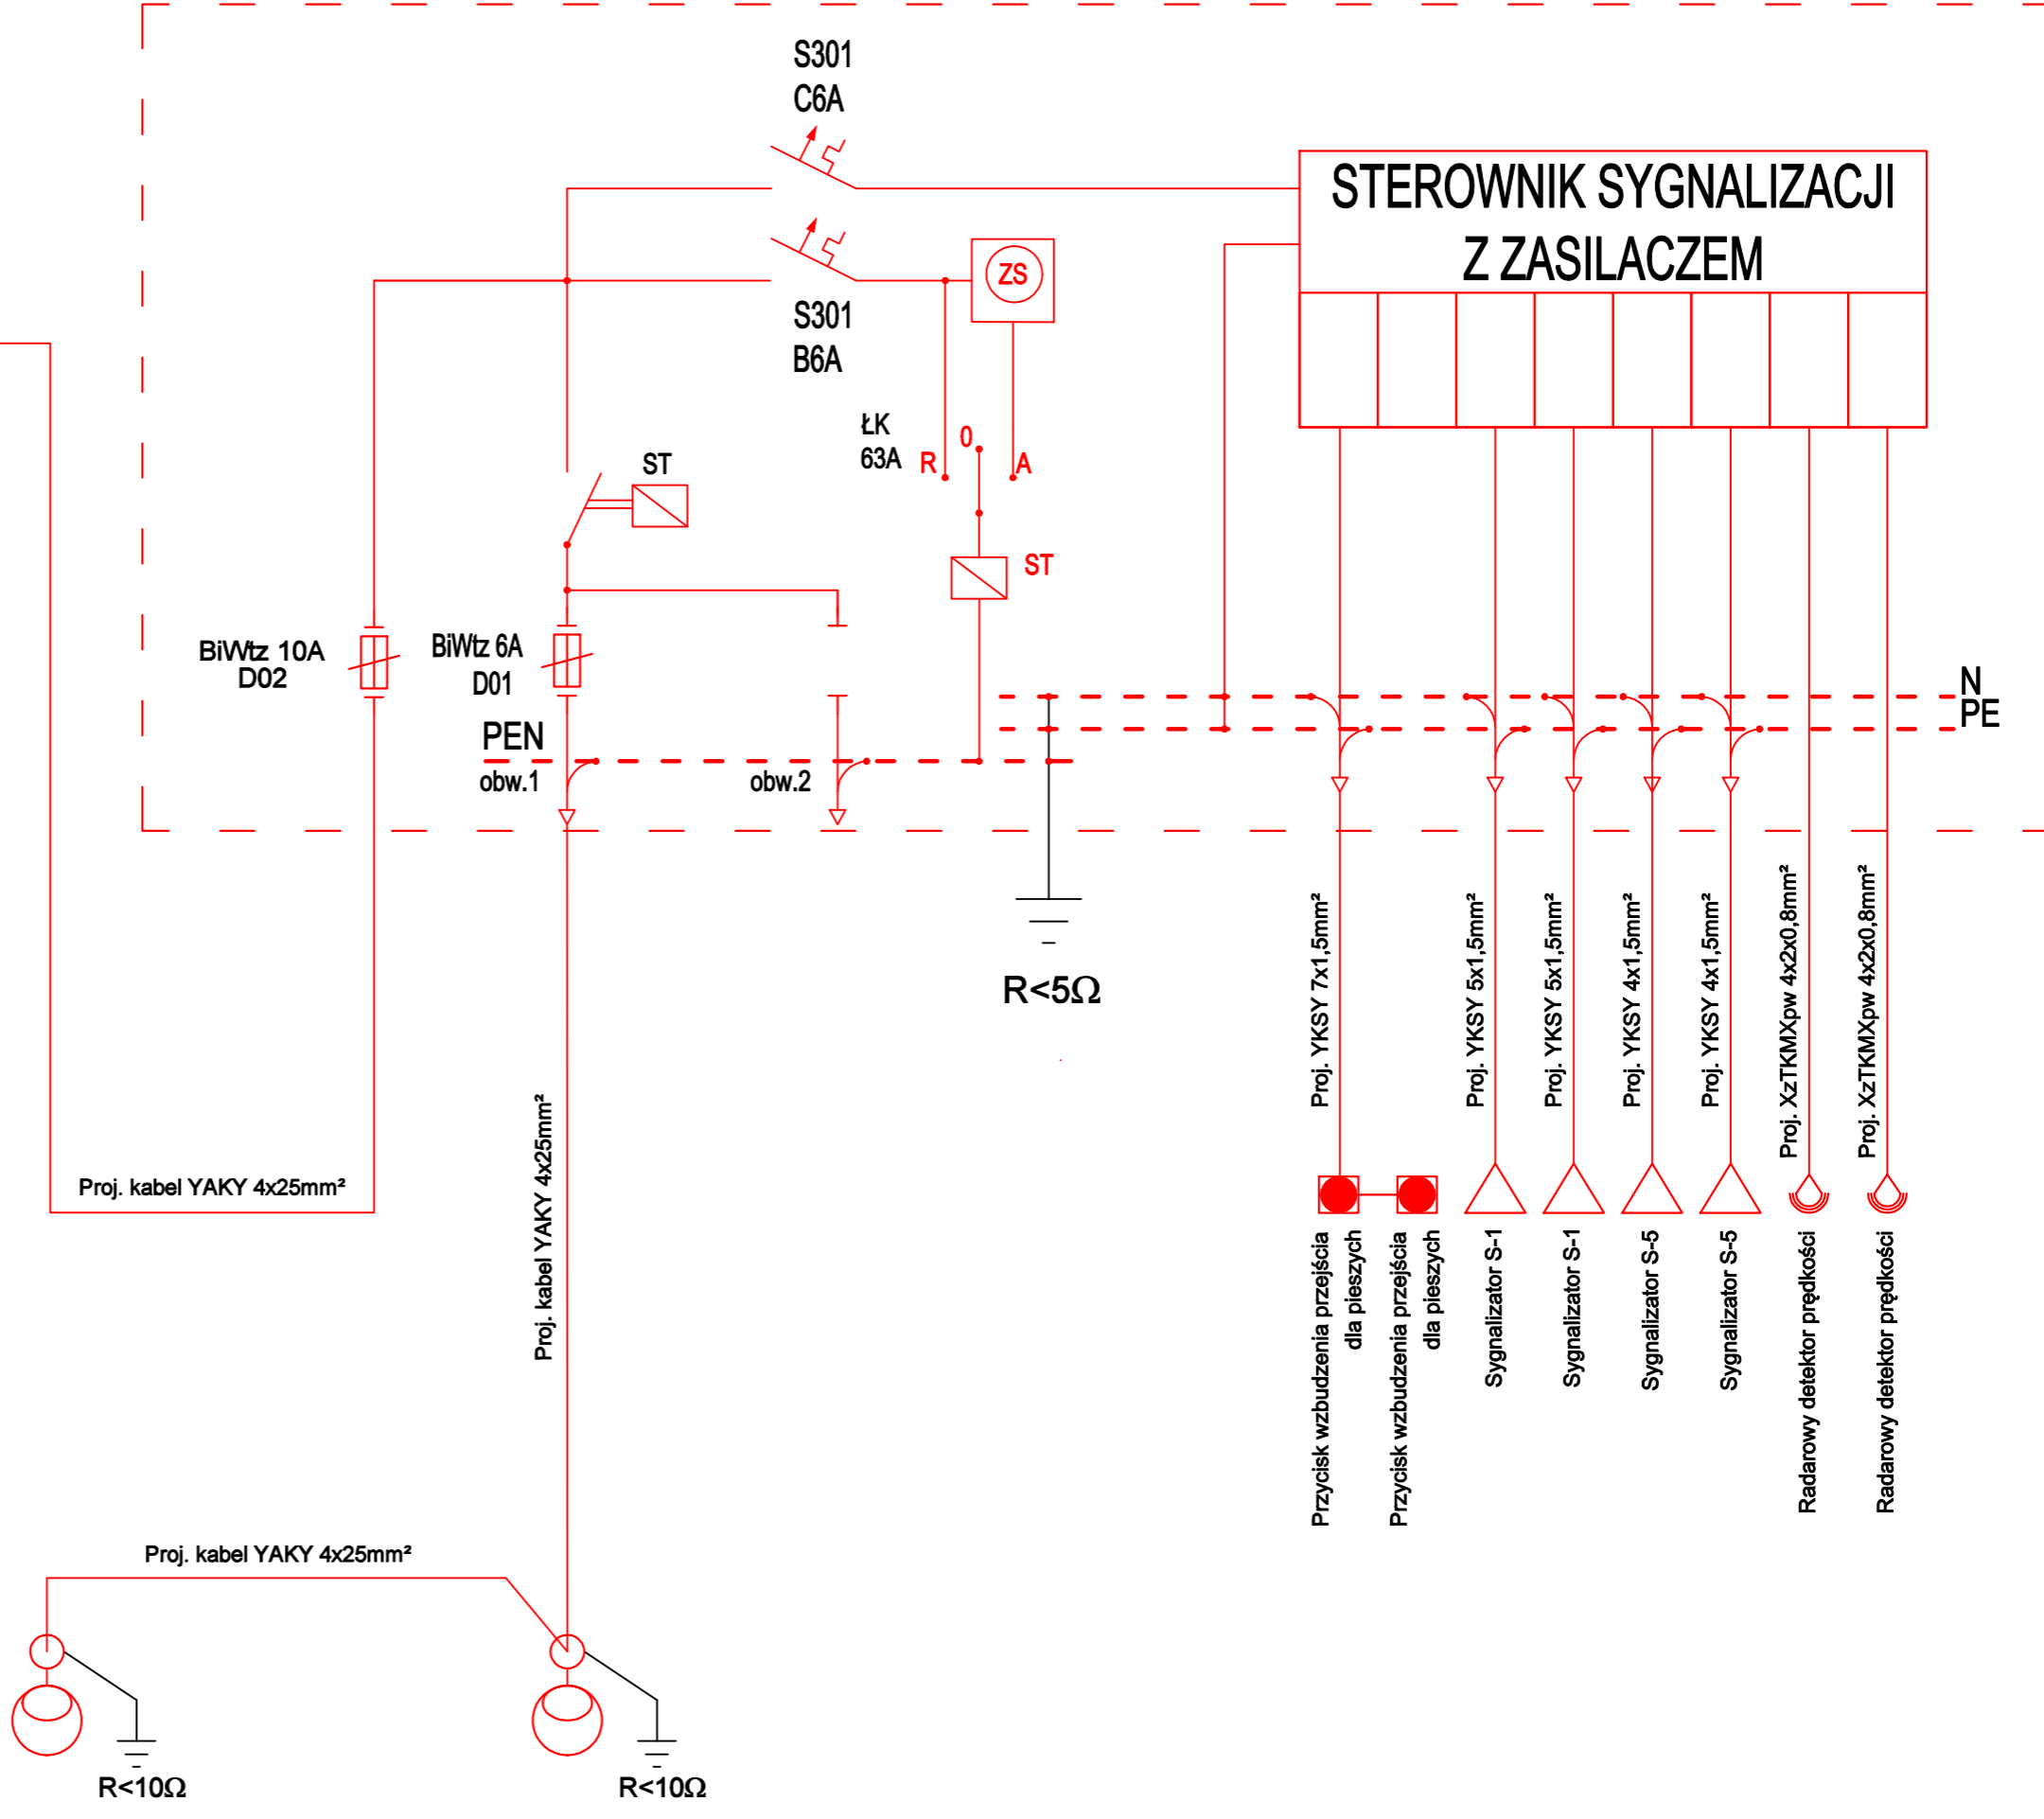 S301
C6A
STEROWNIK SYGNALIZACJI
Z ZASILACZEM
ZS
S301
B6A
ŁK
63A
R
0
A
ST
ST
BiWtz 10A
D02
BiWtz 6A
D01
PEN
obw.1
obw.2
N
PE
R<5Ω
Proj. YKSY 7x1,5mm²
Proj. YKSY 5x1,5mm²
Proj. YKSY 5x1,5mm²
Proj. YKSY 4x1,5mm²
Proj. YKSY 4x1,5mm²
Proj. XzTKMXpw 4x2x0,8mm²
Proj. XzTKMXpw 4x2x0,8mm²
Proj. kabel YAKY 4x25mm²
Proj. kabel YAKY 4x25mm²
Przycisk wzbudzenia przejścia
dla pieszych
Przycisk wzbudzenia przejścia
dla pieszych
Sygnalizator S-1
Sygnalizator S-1
Sygnalizator S-5
Sygnalizator S-5
Radarowy detektor prędkości
Radarowy detektor prędkości
Proj. kabel YAKY 4x25mm²
R<10Ω
R<10Ω